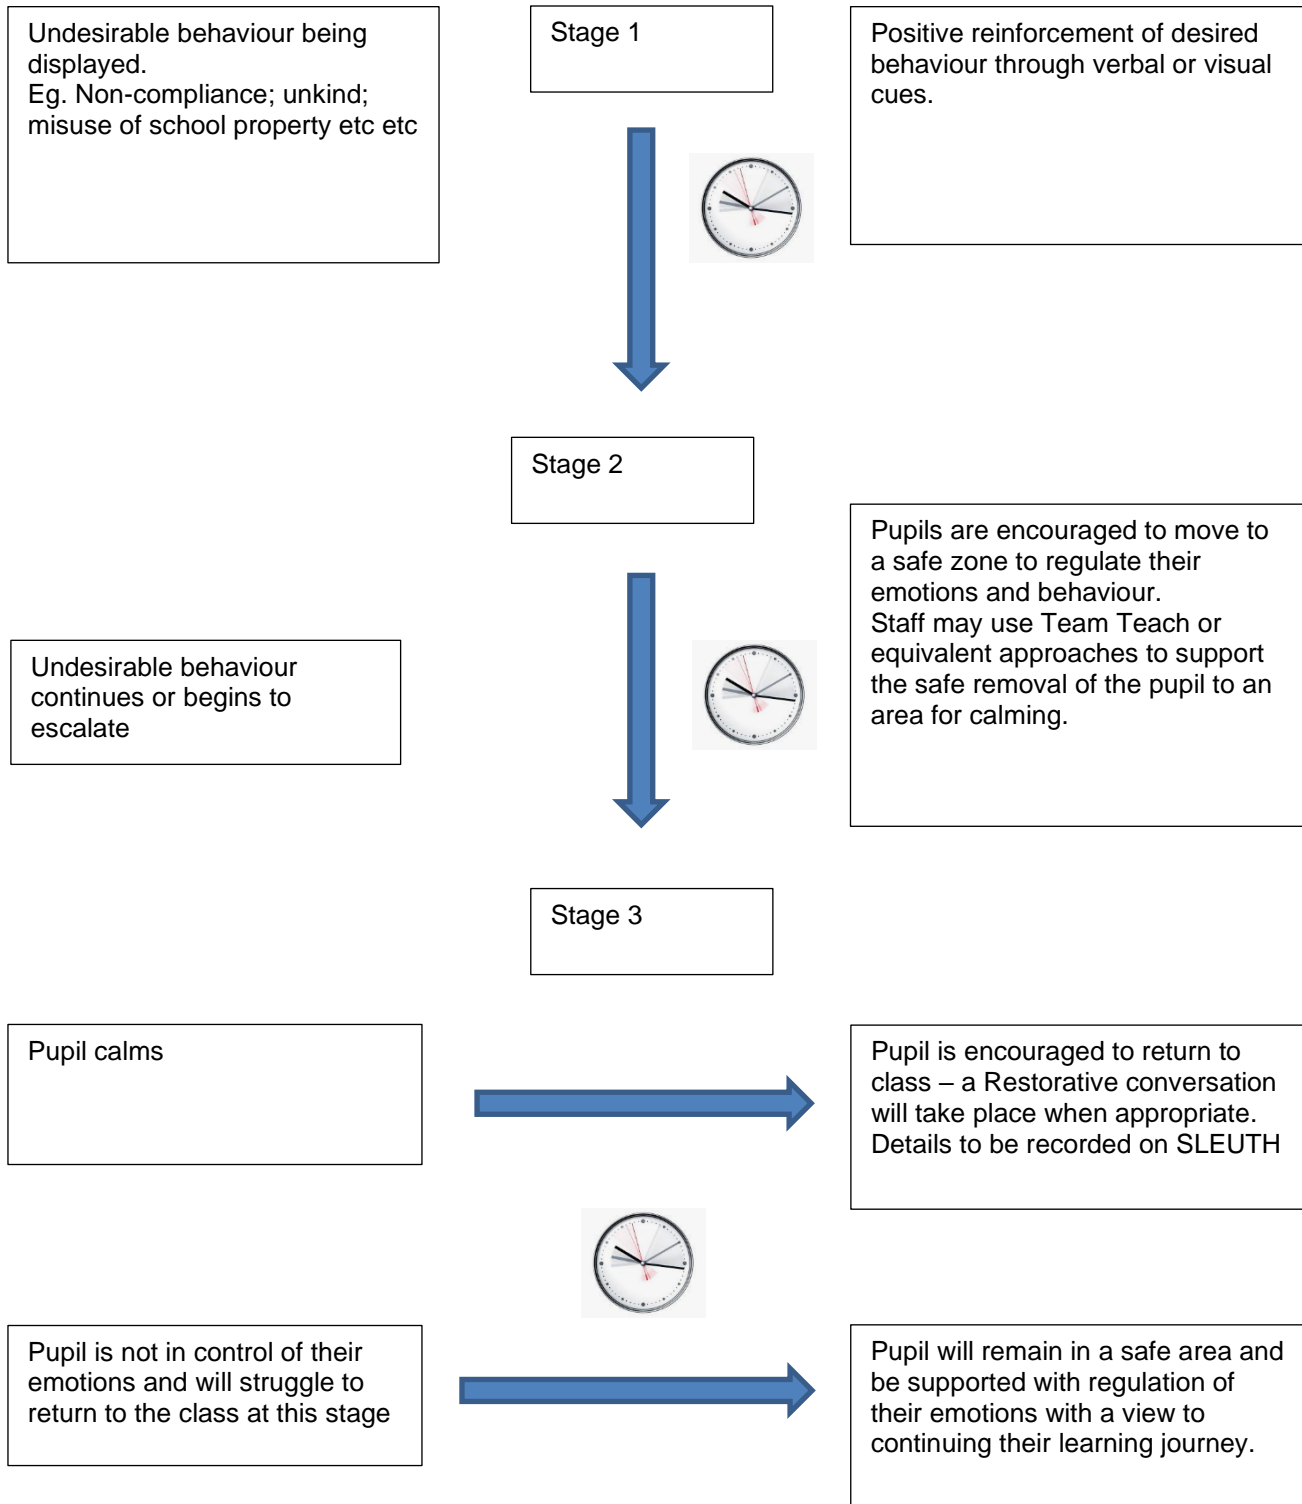 Undesirable behaviour being
displayed.
Eg. Non-compliance; unkind;
misuse of school property etc etc
Stage 1
Positive reinforcement of desired
behaviour through verbal or visual
cues.
Stage 2
Undesirable behaviour
continues or begins to
escalate
Pupils are encouraged to move to
a safe zone to regulate their
emotions and behaviour.
Staff may use Team Teach or
equivalent approaches to support
the safe removal of the pupil to an
area for calming.
Stage 3
Pupil calms
Pupil is encouraged to return to
class – a Restorative conversation
will take place when appropriate.
Details to be recorded on SLEUTH
Pupil is not in control of their
emotions and will struggle to
return to the class at this stage
Pupil will remain in a safe area and
be supported with regulation of
their emotions with a view to
continuing their learning journey.